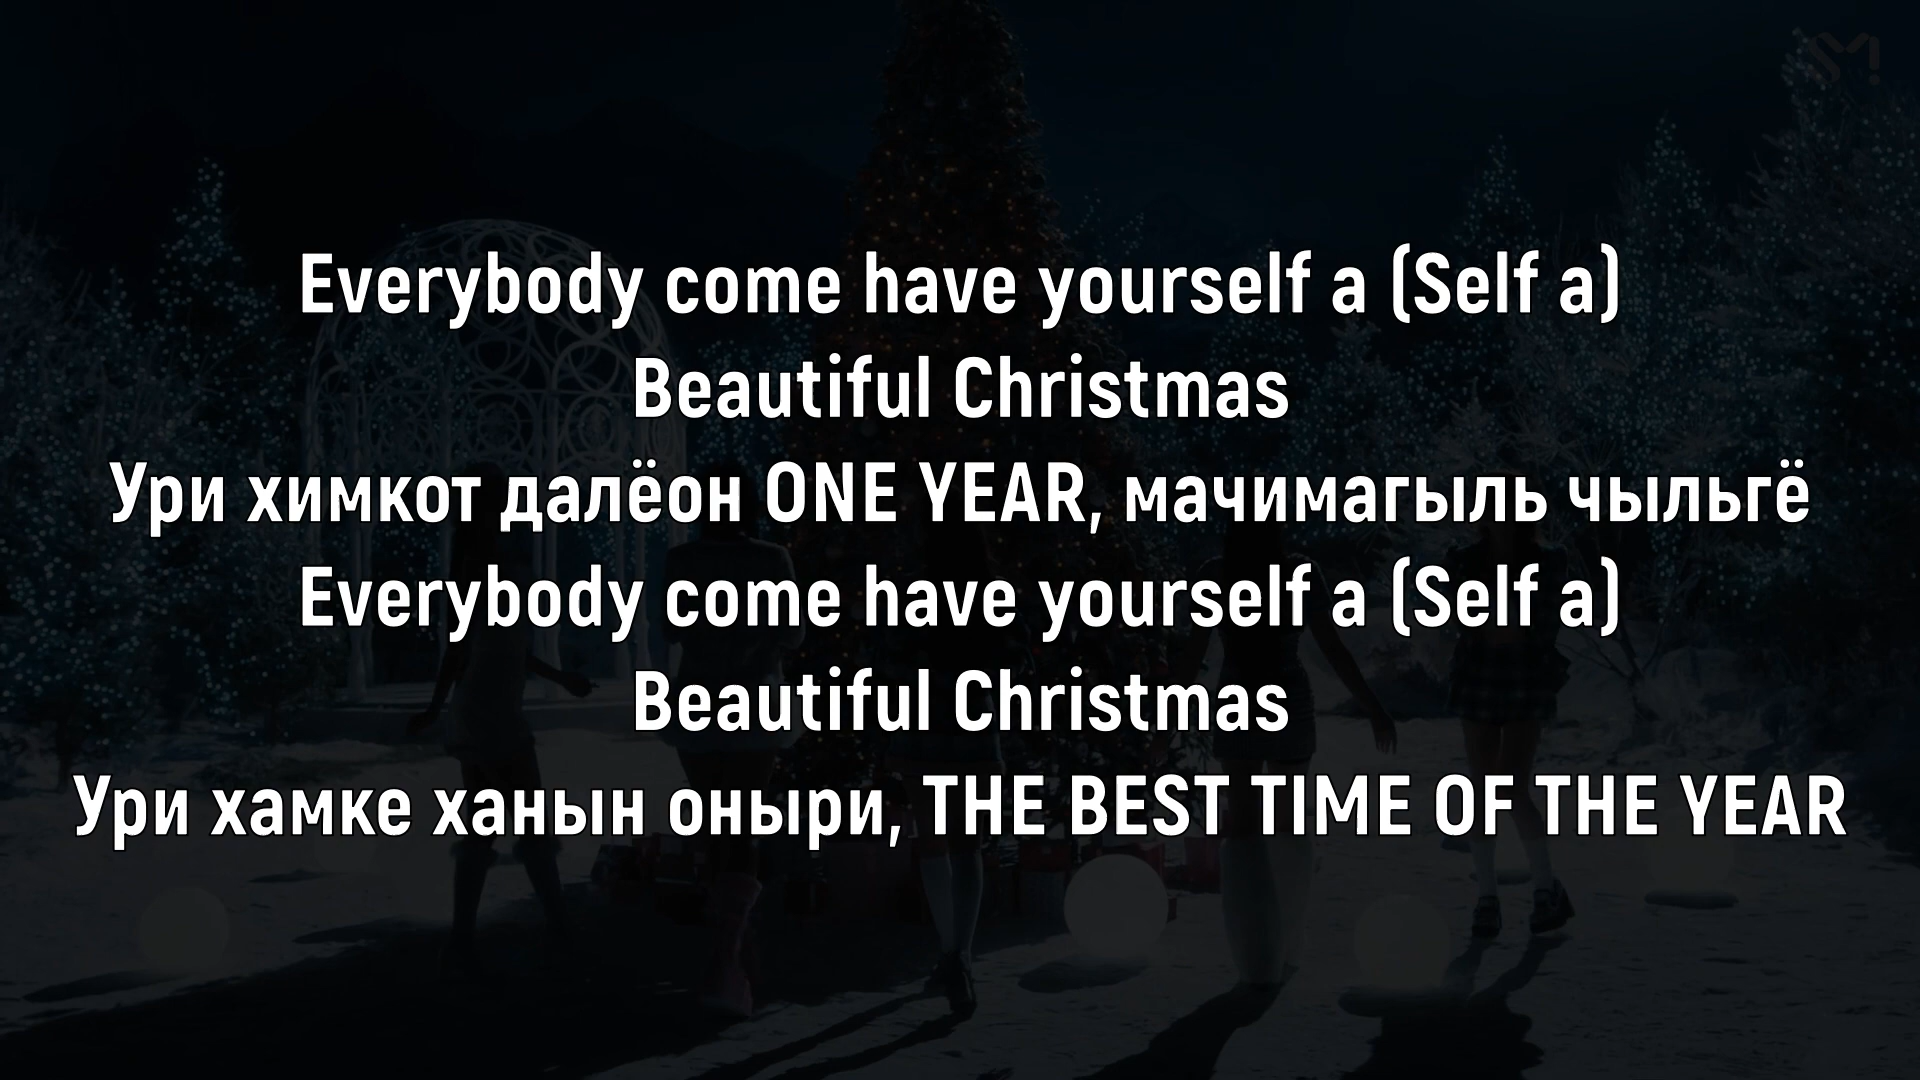 Everybody come have yourself a (Self a)
Beautiful Christmas
Ури химкот далёон ONE YEAR, мачимагыль чыльгё
Everybody come have yourself a (Self a)
Beautiful Christmas
Ури хамке ханын оныри, THE BEST TIME OF THE YEAR